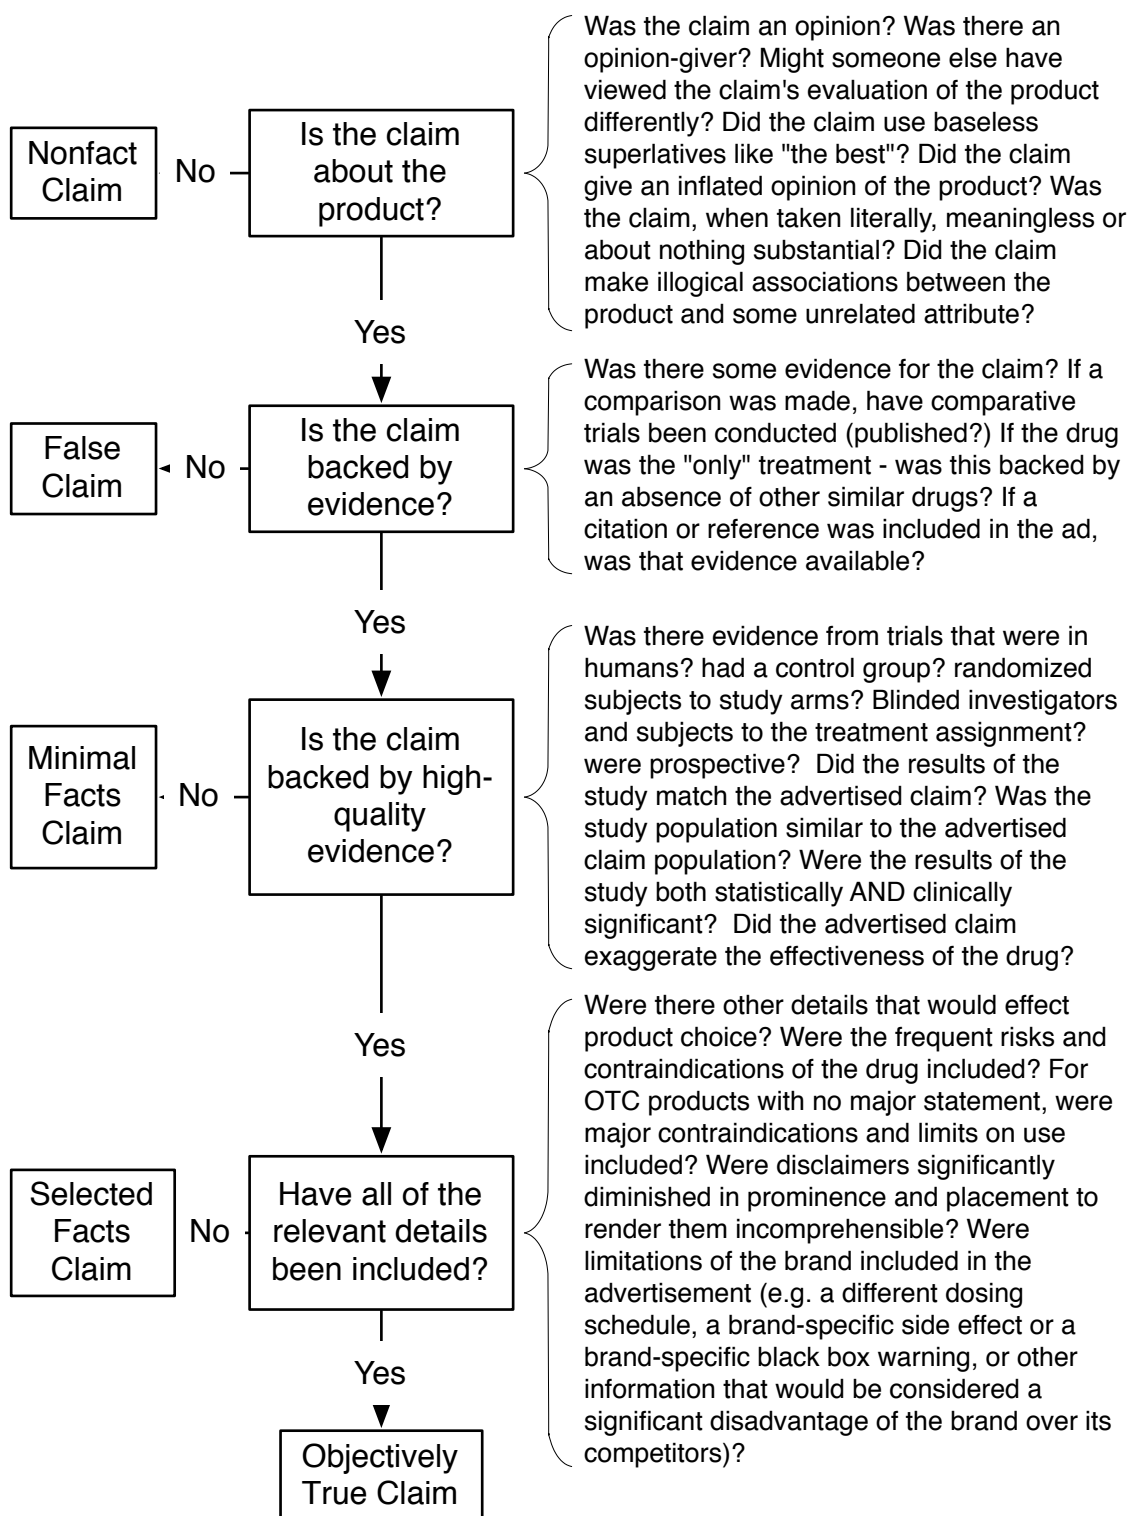 Was the claim an opinion? Was there an
opinion-giver? Might someone else have
viewed the claim's evaluation of the product
differently? Did the claim use baseless
superlatives like "the best"? Did the claim
give an inflated opinion of the product? Was
the claim, when taken literally, meaningless or
about nothing substantial? Did the claim
make illogical associations between the
product and some unrelated attribute?
Is the claim
about the
product?
No
Nonfact
Claim
Yes
Was there some evidence for the claim? If a
comparison was made, have comparative
trials been conducted (published?) If the drug
was the "only" treatment - was this backed by
an absence of other similar drugs? If a
citation or reference was included in the ad,
was that evidence available?
Is the claim
backed by
evidence?
No
False
Claim
Yes
Was there evidence from trials that were in
humans? had a control group? randomized
subjects to study arms? Blinded investigators
and subjects to the treatment assignment?
were prospective?  Did the results of the
study match the advertised claim? Was the
study population similar to the advertised
claim population? Were the results of the
study both statistically AND clinically
significant?  Did the advertised claim
exaggerate the effectiveness of the drug?
Is the claim
backed by high-
quality
evidence?
No
Minimal
Facts
Claim
Yes
Were there other details that would effect
product choice? Were the frequent risks and
contraindications of the drug included? For
OTC products with no major statement, were
major contraindications and limits on use
included? Were disclaimers significantly
diminished in prominence and placement to
render them incomprehensible? Were
limitations of the brand included in the
advertisement (e.g. a different dosing
schedule, a brand-specific side effect or a
brand-specific black box warning, or other
information that would be considered a
significant disadvantage of the brand over its
competitors)?
Have all of the
relevant details
been included?
No
Selected
Facts
Claim
Yes
Objectively
True Claim